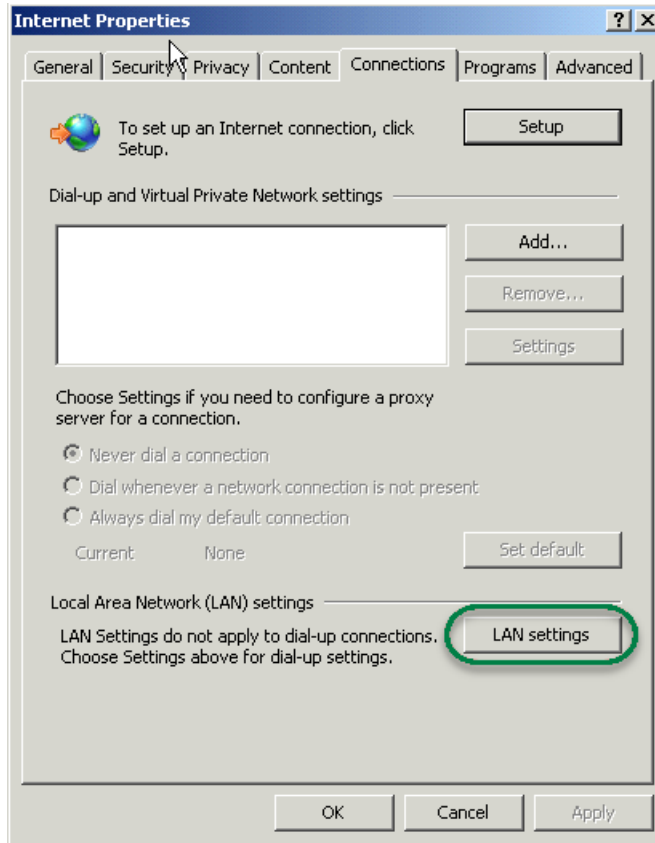 Internet Properties
General Security Privacy Content Connections Programs Advanced
To set up an Internet connection, click
Setup.
Setup
Dial-up and Virtual Private Network settings
Add...
Remove...
Settings
Choose Settings if you need to configure a proxy
server for a connection.
Never dial a connection
Dial whenever a network connection is not present
Always dial my default connection
Current None
Set default
Local Area Network (LAN) settings
LAN Settings do not apply to dial-up connections.
Choose Settings above for dial-up settings.
LAN settings
OK Cancel Apply